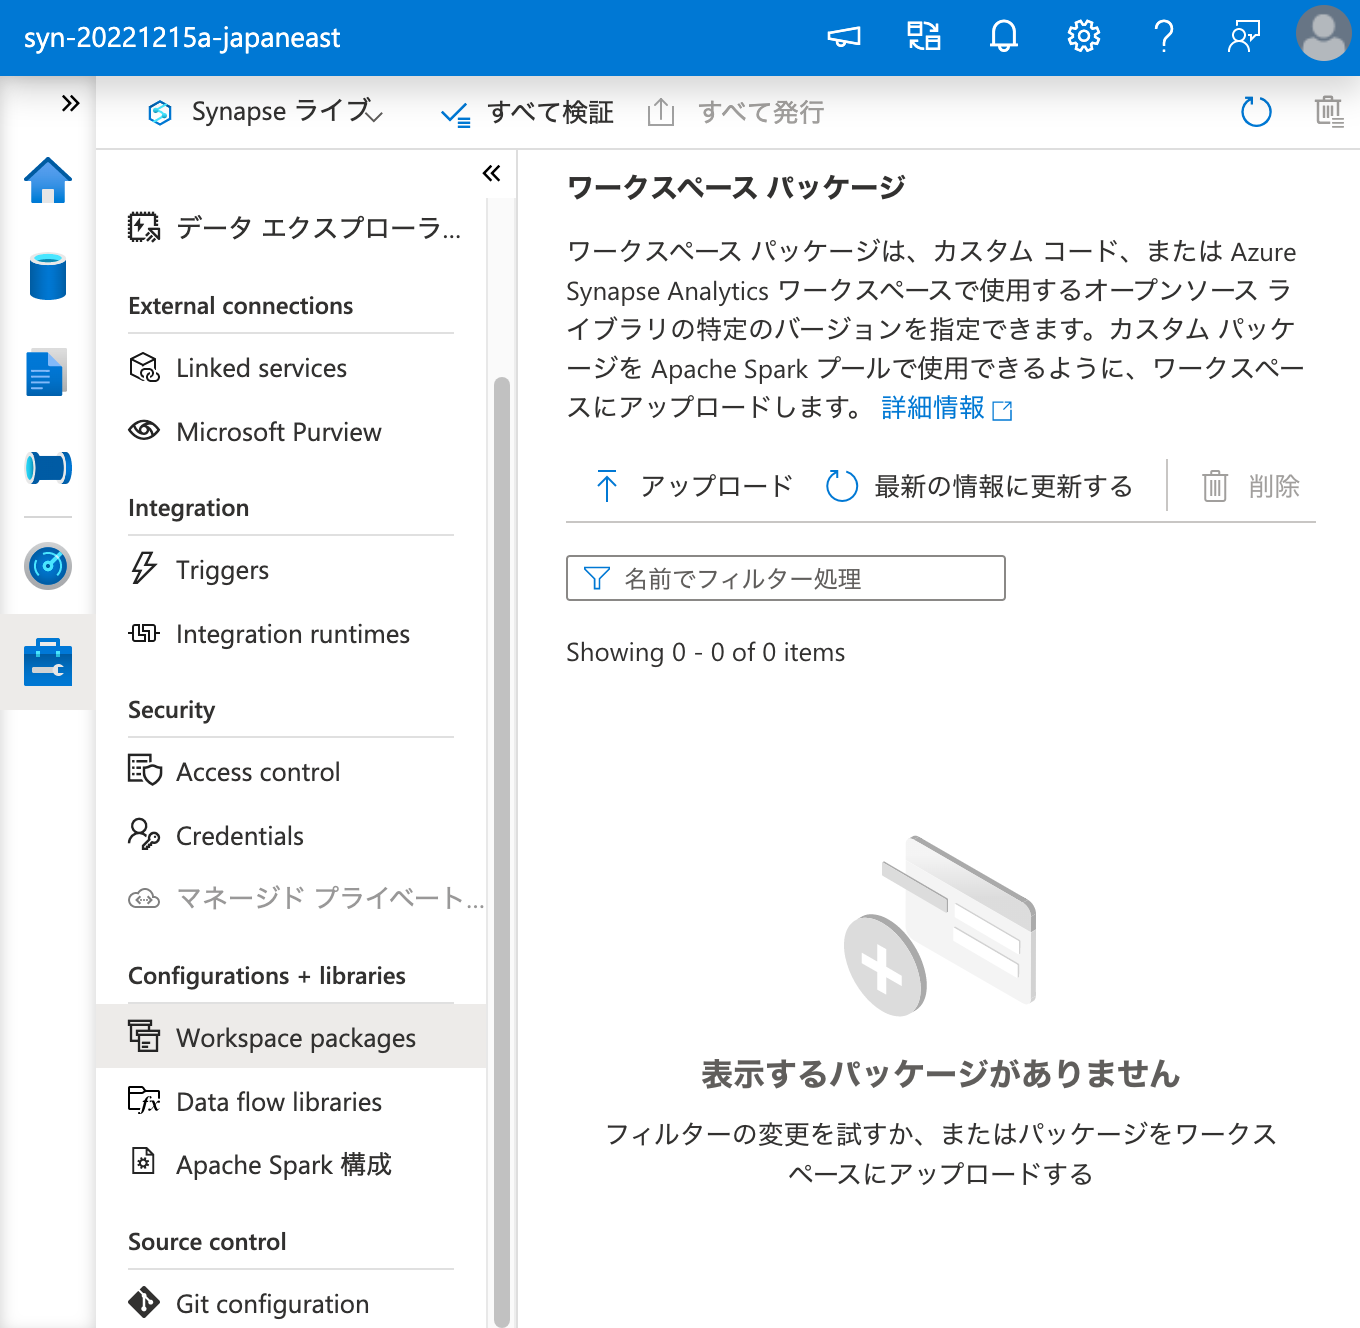 syn-20221215a-japaneast
Synapse ライブ
すべて検証
すべて発行
データ エクスプローラ...
External connections
Linked services
Microsoft Purview
Integration
Triggers
Integration runtimes
Security
Access control
Credentials
マネージド プライベート...
Configurations + libraries
Workspace packages
Data flow libraries
Apache Spark 構成
Source control
Git configuration
ワークスペース パッケージ
ワークスペース パッケージは、カスタム コード、または Azure
Synapse Analytics ワークスペースで使用するオープンソース ラ
イブラリの特定のバージョンを指定できます。カスタム パッケ
ージを Apache Spark プールで使用できるように、ワークスペー
スにアップロードします。 詳細情報
アップロード
最新の情報に更新する
削除
名前でフィルター処理
Showing 0 - 0 of 0 items
表示するパッケージがありません
フィルターの変更を試すか、またはパッケージをワークス
ペースにアップロードする